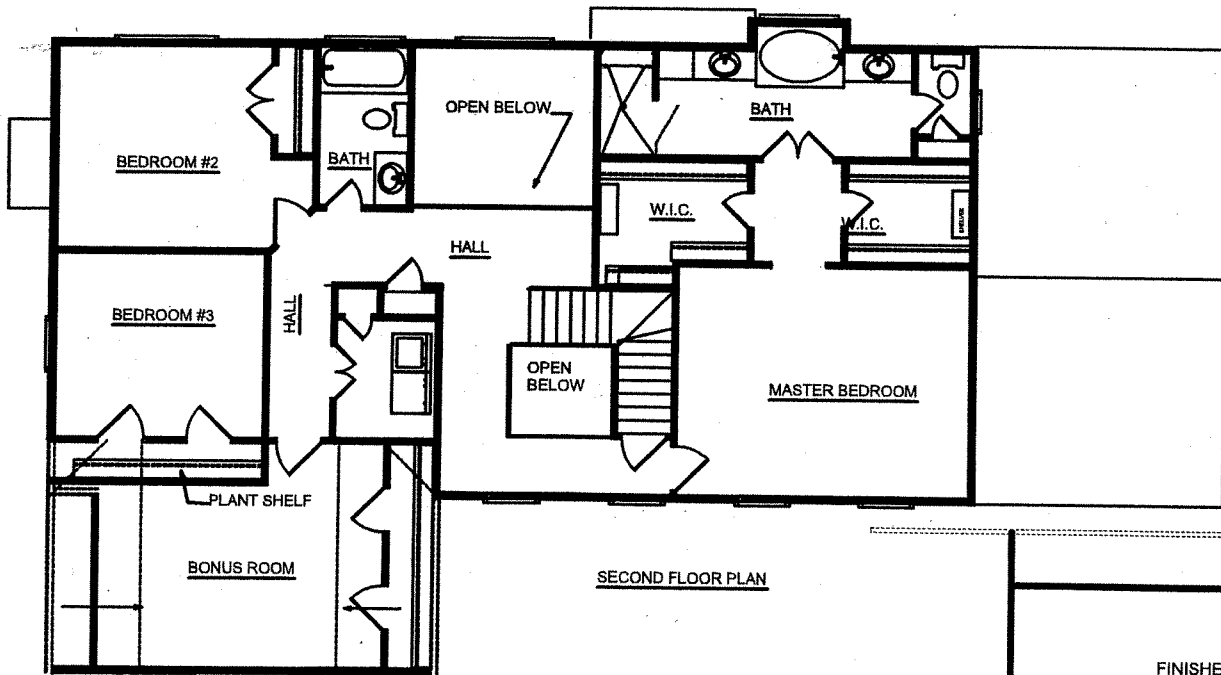 OPEN BELOW
BATH
BEDROOM #2
BATH
W.I.C.
W.I.C.
SHELVES
HALL
BEDROOM #3
HALL
OPEN
BELOW
MASTER BEDROOM
PLANT SHELF
BONUS ROOM
SECOND FLOOR PLAN
FINISHE